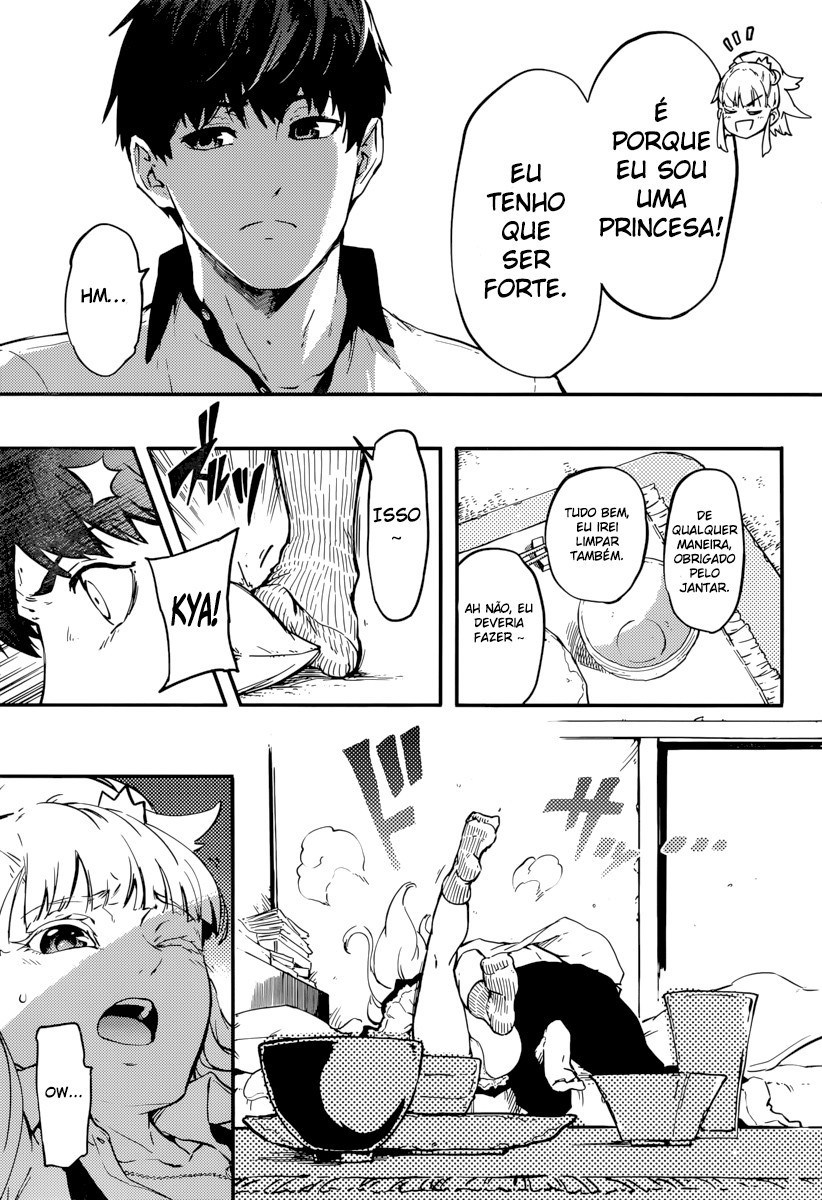 É
PORQUE
EU SOU
UMA
PRINCESA!
EU
TENHO
QUE
SER
FORTE.
HM...
DE
QUALQUER
MANEIRA,
OBRIGADO
PELO
JANTAR.
TUDO BEM,
EU IREI
LIMPAR
TAMBÉM.
AH NÃO, EU
DEVERIA
FAZER ~
ISSO
~
KYA!
OW...